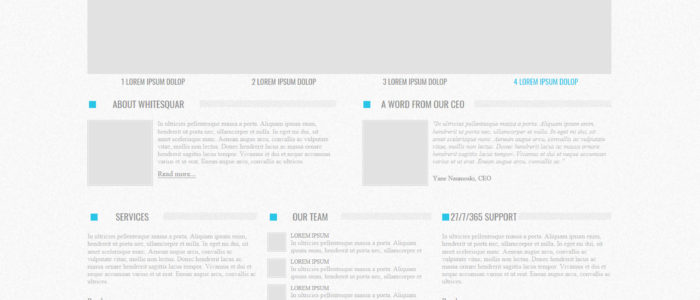 1 LOREM IPSUM DOLOP
2 LOREM IPSUM DOLOP
3 LOREM IPSUM DOLOP
4 LOREM IPSUM DOLOP
ABOUT WHITESQUAR
In ultricies pellentesque massa a porta. Aliquam ipsum enim,
hendrerit ut porta nec, ullamcorper et nulla. In eget mi dui, sit
amet scelerisque nunc. Aenean augue arcu, convallis ac vulputate
vitae, mollis non lectus. Donec hendrerit lacus ac massa ornare
hendrerit sagittis lacus tempor. Vivamus et dui et neque accumsan
varius et ut erat. Enean augue arcu, convallis ac.
Read more...
A WORD FROM OUR CEO
"In ultricies pellentesque massa a porta. Aliquam ipsum enim,
hendrerit ut porta nec, ullamcorper et nulla. In eget mi dui, sit
amet scelerisque nunc. Aenean augue arcu, convallis ac vulputate
vitae, mollis non lectus. Donec hendrerit lacus ac massa ornare
hendrerit sagittis lacus tempor. Vivamus et dui et neque accumsan
varius et ut erat. Enean augue arcu, convallis ac."
Yane Naumoski, CEO
SERVICES
In ultricies pellentesque massa a porta. Aliquam ipsum enim,
hendrerit ut porta nec, ullamcorper et nulla. In eget mi dui, sit
amet scelerisque nunc. Aenean augue arcu, convallis ac
vulputate vitae, mollis non lectus. Donec hendrerit lacus ac
massa ornare hendrerit sagittis lacus tempor. Vivamus et dui et
neque accumsan varius et ut erat. Enean augue arcu, convallis ac
ullamcorper.
OUR TEAM
LOREM IPSUM
In ultricies pellentesque massa a porta. Aliquam
ipsum enim, hendrerit ut porta nec, ullamcorper et
LOREM IPSUM
In ultricies pellentesque massa a porta. Aliquam
ipsum enim, hendrerit ut porta nec, ullamcorper et
LOREM IPSUM
In ultricies pellentesque massa a porta. Aliquam
24/7/365 SUPPORT
In ultricies pellentesque massa a porta. Aliquam ipsum enim,
hendrerit ut porta nec, ullamcorper et nulla. In eget mi dui, sit
amet scelerisque nunc. Aenean augue arcu, convallis ac
vulputate vitae, mollis non lectus. Donec hendrerit lacus ac
massa ornare hendrerit sagittis lacus tempor. Vivamus et dui et
neque accumsan varius et ut erat. Enean augue arcu, convallis ac
ullamcorper.